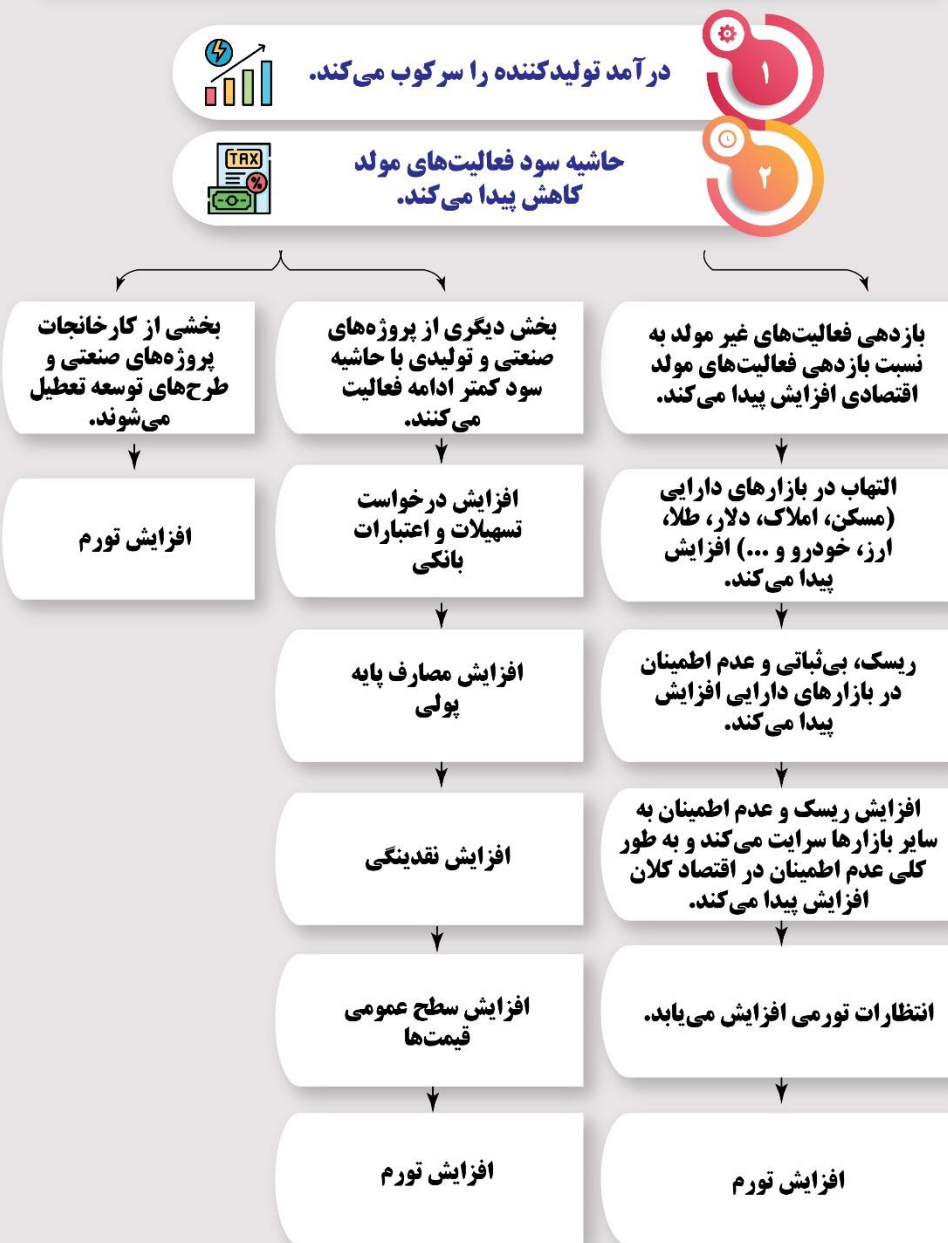 ۱
درآمد تولیدکننده را سرکوب می‌کند.
۲
TAX
%
حاشیه سود فعالیت‌های مولد
کاهش پیدا می‌کند.
بازدهی فعالیت‌های غیر مولد به
نسبت بازدهی فعالیت‌های مولد
اقتصادی افزایش پیدا می‌کند.
التهاب در بازارهای دارایی
(مسکن، املاک، دلار، طلا،
ارز، خودرو و ...) افزایش
پیدا می‌کند.
ریسک، بی‌ثباتی و عدم اطمینان
در بازارهای دارایی افزایش
پیدا می‌کند.
افزایش ریسک و عدم اطمینان به
سایر بازارها سرایت می‌کند و به طور
کلی عدم اطمینان در اقتصاد کلان
افزایش پیدا می‌کند.
انتظارات تورمی افزایش می‌یابد.
افزایش تورم
بخش دیگری از پروژه‌های
صنعتی و تولیدی با حاشیه
سود کمتر ادامه فعالیت
می‌کنند.
افزایش درخواست
تسهیلات و اعتبارات
بانکی
افزایش مصارف پایه
پولی
افزایش نقدینگی
افزایش سطح عمومی
قیمت‌ها
افزایش تورم
بخشی از کارخانجات
پروژه‌های صنعتی و
طرح‌های توسعه تعطیل
می‌شوند.
افزایش تورم